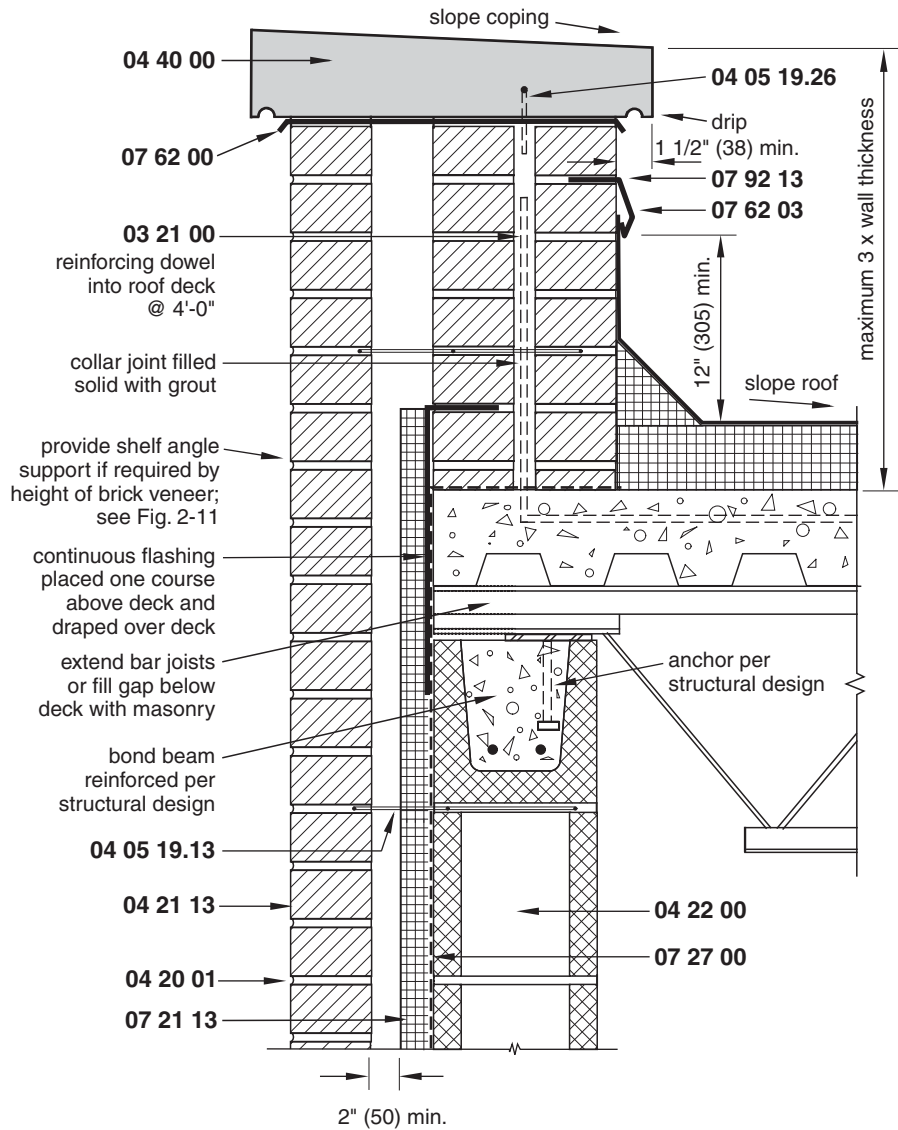 slope coping
04 40 00
04 05 19.26
drip
07 62 00
1 1/2" (38) min.
07 92 13
07 62 03
03 21 00
reinforcing dowel
into roof deck
@ 4'-0"
12" (305) min.
maximum 3 x wall thickness
collar joint filled
solid with grout
slope roof
provide shelf angle
support if required by
height of brick veneer;
see Fig. 2-11
continuous flashing
placed one course
above deck and
draped over deck
extend bar joists
or fill gap below
deck with masonry
anchor per
structural design
bond beam
reinforced per
structural design
04 05 19.13
04 21 13
04 22 00
07 27 00
04 20 01
07 21 13
2" (50) min.